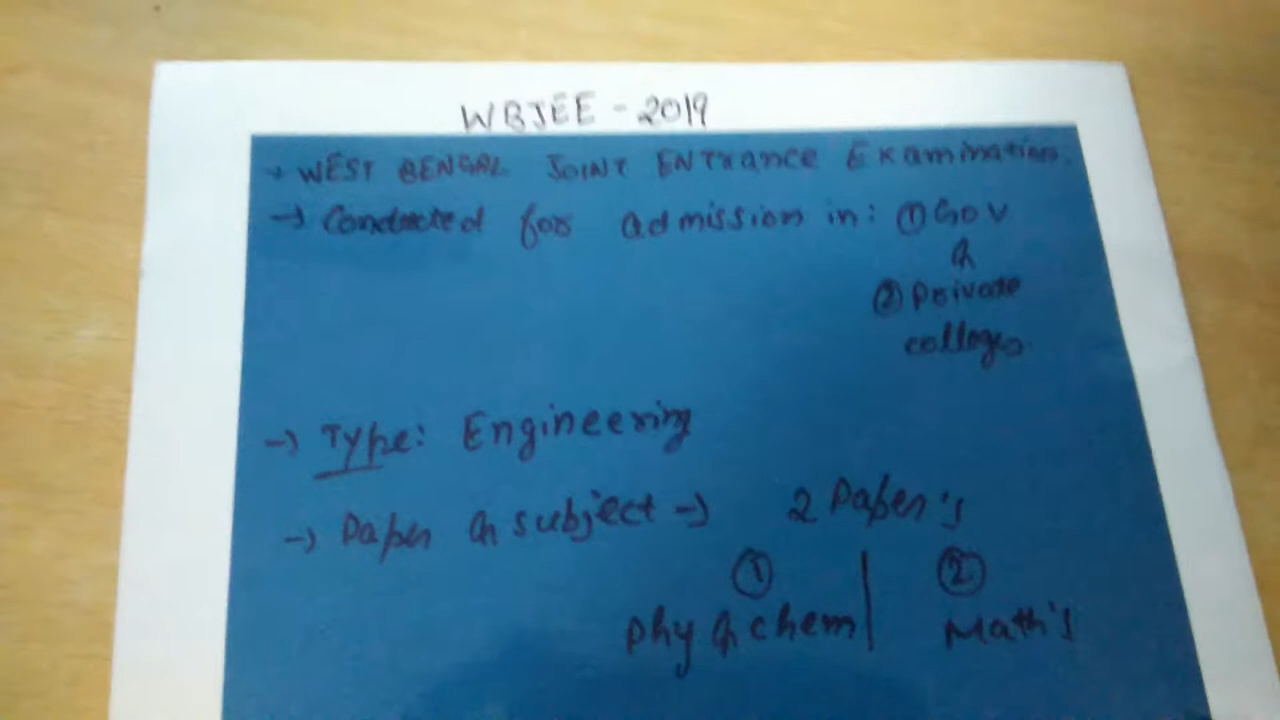 WBJEE - 2019
→ WEST BENGAL JOINT ENTrance Examination.
→ Conducted for admission in: ① Gov
&
② Private
colleges
→ Type: Engineering
→ Paper & subject → 2 Paper's
① | ②
Phy & chem | Math's